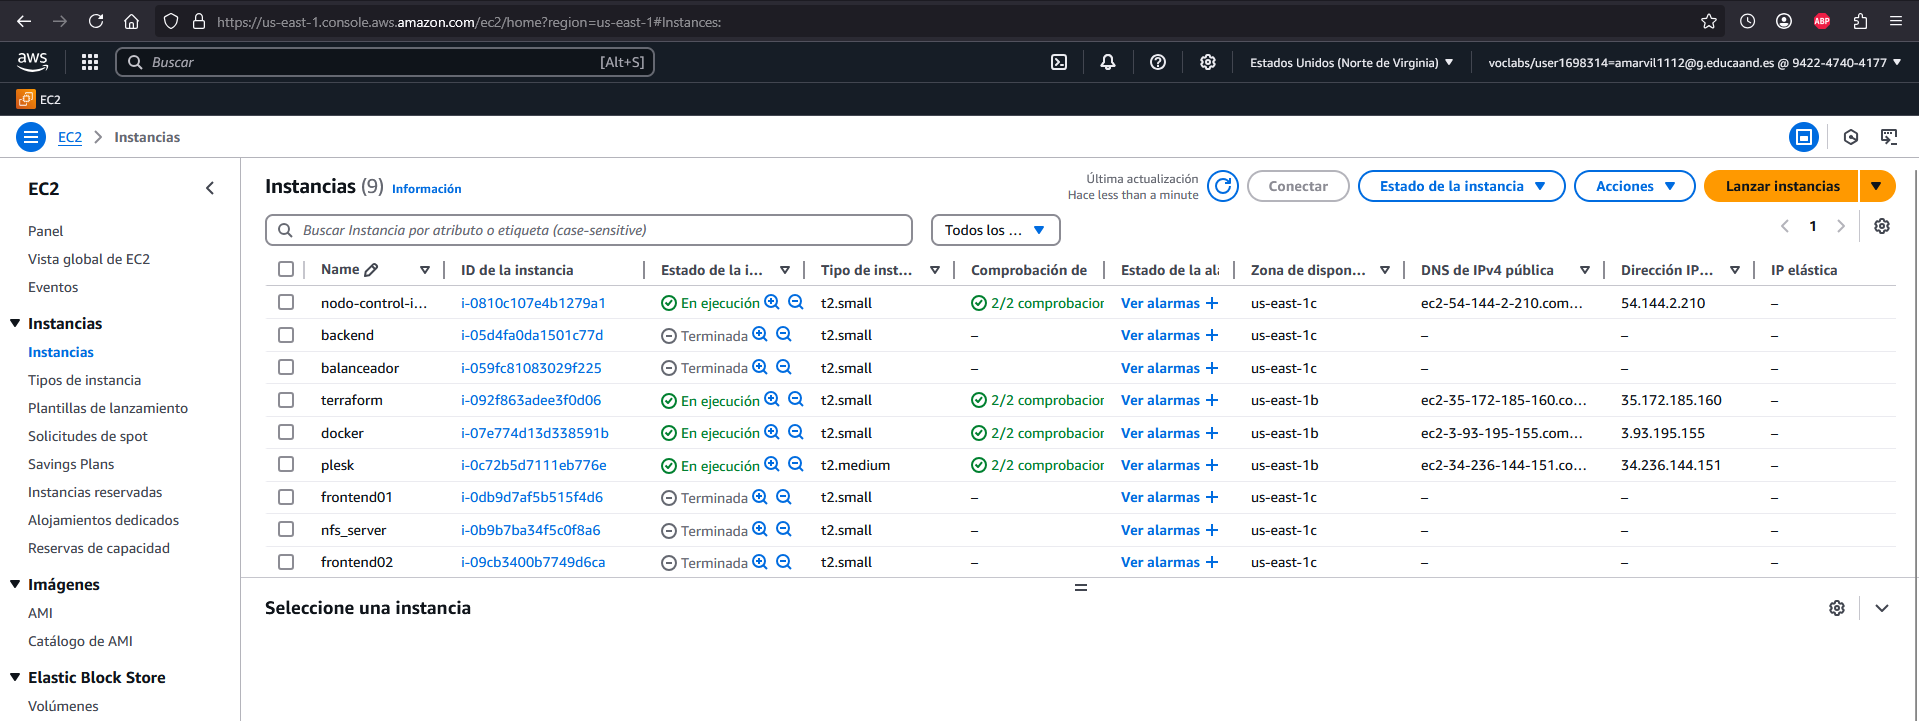 https://us-east-1.console.aws.amazon.com/ec2/home?region=us-east-1#Instances:
ABP
aws
Buscar [Alt+S]
Estados Unidos (Norte de Virginia)
voclabs/user1698314=amarvil1112@g.educaand.es @ 9422-4740-4177
EC2
EC2 Instancias
EC2
Panel
Vista global de EC2
Eventos
Instancias
Instancias
Tipos de instancia
Plantillas de lanzamiento
Solicitudes de spot
Savings Plans
Instancias reservadas
Alojamientos dedicados
Reservas de capacidad
Imágenes
AMI
Catálogo de AMI
Elastic Block Store
Volúmenes
Instancias (9) Información
Última actualización
Hace less than a minute
Conectar
Estado de la instancia
Acciones
Lanzar instancias
Buscar Instancia por atributo o etiqueta (case-sensitive)
Todos los ...
1
Name ID de la instancia Estado de la i... Tipo de inst... Comprobación de Estado de la al Zona de dispon... DNS de IPv4 pública Dirección IP... IP elástica
nodo-control-i... i-0810c107e4b1279a1 En ejecución t2.small 2/2 comprobacior Ver alarmas + us-east-1c ec2-54-144-2-210.com... 54.144.2.210 –
backend i-05d4fa0da1501c77d Terminada t2.small – Ver alarmas + us-east-1c – – –
balanceador i-059fc81083029f225 Terminada t2.small – Ver alarmas + us-east-1c – – –
terraform i-092f863adee3f0d06 En ejecución t2.small 2/2 comprobacior Ver alarmas + us-east-1b ec2-35-172-185-160.co... 35.172.185.160 –
docker i-07e774d13d338591b En ejecución t2.small 2/2 comprobacior Ver alarmas + us-east-1b ec2-3-93-195-155.com... 3.93.195.155 –
plesk i-0c72b5d7111eb776e En ejecución t2.medium 2/2 comprobacior Ver alarmas + us-east-1b ec2-34-236-144-151.co... 34.236.144.151 –
frontend01 i-0db9d7af5b515f4d6 Terminada t2.small – Ver alarmas + us-east-1c – – –
nfs_server i-0b9b7ba34f5c0f8a6 Terminada t2.small – Ver alarmas + us-east-1c – – –
frontend02 i-09cb3400b7749d6ca Terminada t2.small – Ver alarmas + us-east-1c – – –
Seleccione una instancia